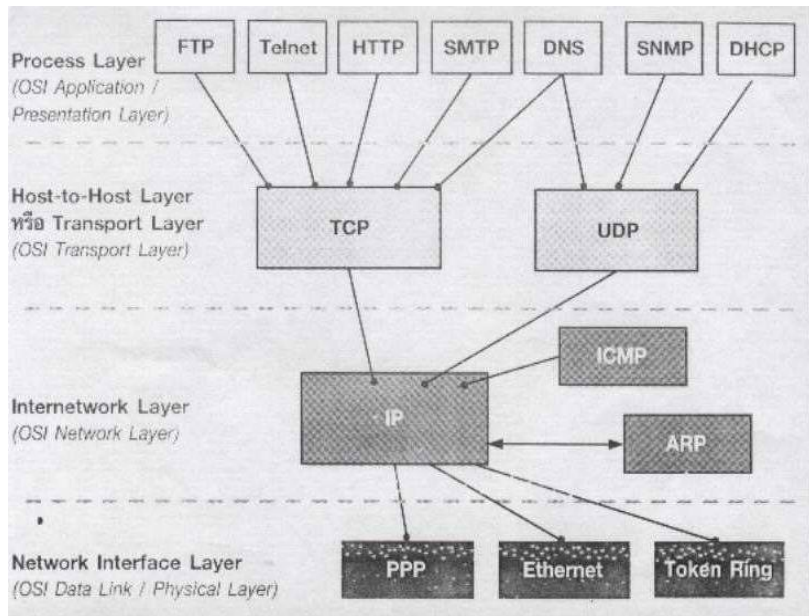 FTP Telnet HTTP SMTP DNS SNMP DHCP
Process Layer
(OSI Application /
Presentation Layer)
Host-to-Host Layer
หรือ Transport Layer
(OSI Transport Layer)
TCP
UDP
ICMP
Internetwork Layer
(OSI Network Layer)
IP
ARP
Network Interface Layer
(OSI Data Link / Physical Layer)
PPP
Ethernet
Token Ring